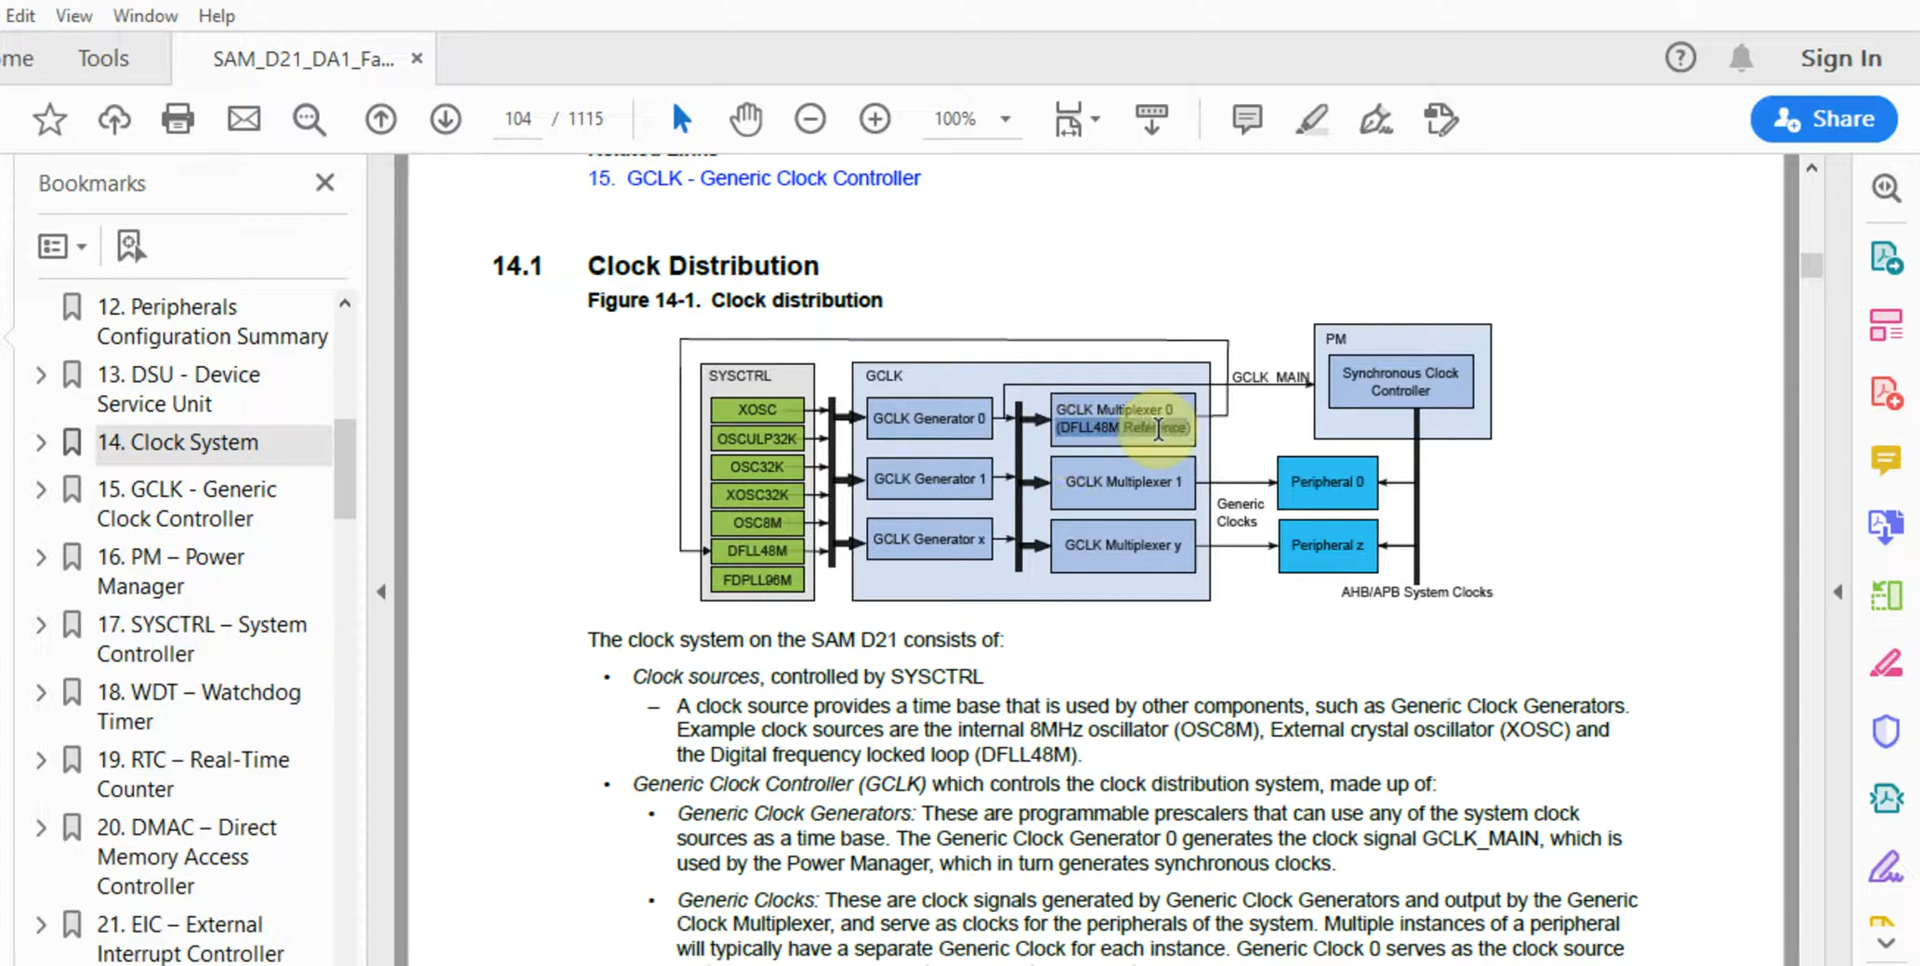 Edit View Window Help
ome Tools SAM_D21_DA1_Fa... ×
Sign In
104 / 1115 100% Share
Bookmarks
12. Peripherals
Configuration Summary
13. DSU - Device
Service Unit
14. Clock System
15. GCLK - Generic
Clock Controller
16. PM – Power
Manager
17. SYSCTRL – System
Controller
18. WDT – Watchdog
Timer
19. RTC – Real-Time
Counter
20. DMAC – Direct
Memory Access
Controller
21. EIC – External
Interrupt Controller
Related Links
15. GCLK - Generic Clock Controller
14.1 Clock Distribution
Figure 14-1. Clock distribution
SYSCTRL
XOSC
OSCULP32K
OSC32K
XOSC32K
OSC8M
DFLL48M
FDPLL96M
GCLK
GCLK Generator 0
GCLK Generator 1
GCLK Generator x
GCLK Multiplexer 0
(DFLL48M Reference)
GCLK Multiplexer 1
GCLK Multiplexer y
GCLK_MAIN
Generic
Clocks
PM
Synchronous Clock
Controller
Peripheral 0
Peripheral z
AHB/APB System Clocks
The clock system on the SAM D21 consists of:
• Clock sources, controlled by SYSCTRL
– A clock source provides a time base that is used by other components, such as Generic Clock Generators.
Example clock sources are the internal 8MHz oscillator (OSC8M), External crystal oscillator (XOSC) and
the Digital frequency locked loop (DFLL48M).
• Generic Clock Controller (GCLK) which controls the clock distribution system, made up of:
• Generic Clock Generators: These are programmable prescalers that can use any of the system clock
sources as a time base. The Generic Clock Generator 0 generates the clock signal GCLK_MAIN, which is
used by the Power Manager, which in turn generates synchronous clocks.
• Generic Clocks: These are clock signals generated by Generic Clock Generators and output by the Generic
Clock Multiplexer, and serve as clocks for the peripherals of the system. Multiple instances of a peripheral
will typically have a separate Generic Clock for each instance. Generic Clock 0 serves as the clock source